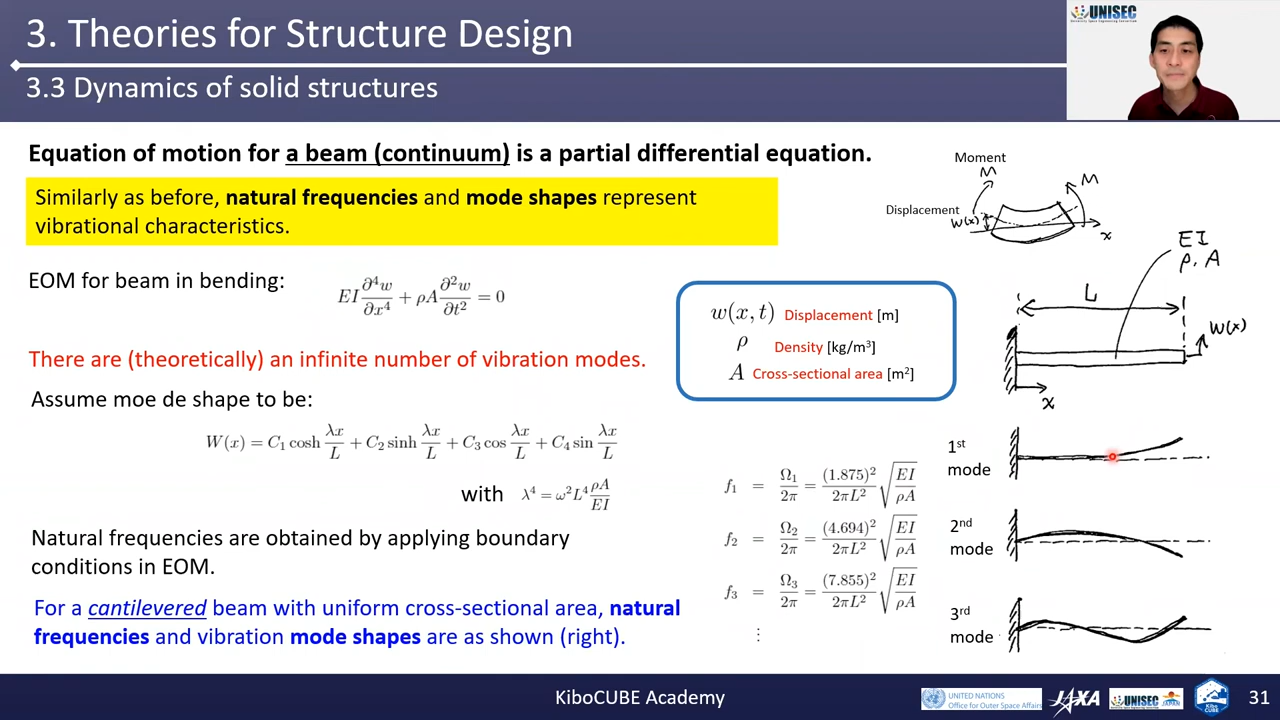 3. Theories for Structure Design
3.3 Dynamics of solid structures
UNISEC
Equation of motion for a beam (continuum) is a partial differential equation.
Similarly as before, natural frequencies and mode shapes represent
vibrational characteristics.
Moment
M
M
Displacement
W(x)
x
EOM for beam in bending:
EI ∂⁴w/∂x⁴ + ρA ∂²w/∂t² = 0
w(x, t) Displacement [m]
ρ Density [kg/m³]
A Cross-sectional area [m²]
EI
ρ, A
L
W(x)
x
There are (theoretically) an infinite number of vibration modes.
Assume moe de shape to be:
W(x) = C₁ cosh λx/L + C₂ sinh λx/L + C₃ cos λx/L + C₄ sin λx/L
with λ⁴ = ω²L⁴ ρA/EI
Natural frequencies are obtained by applying boundary
conditions in EOM.
For a cantilevered beam with uniform cross-sectional area, natural
frequencies and vibration mode shapes are as shown (right).
f₁ = Ω₁/2π = (1.875)²/2πL² √(EI/ρA)
f₂ = Ω₂/2π = (4.694)²/2πL² √(EI/ρA)
f₃ = Ω₃/2π = (7.855)²/2πL² √(EI/ρA)
⋮
1st
mode
2nd
mode
3rd
mode
KiboCUBE Academy
UNITED NATIONS
Office for Outer Space Affairs
JAXA
UNISEC
JAPAN
Kibo
CUBE
31